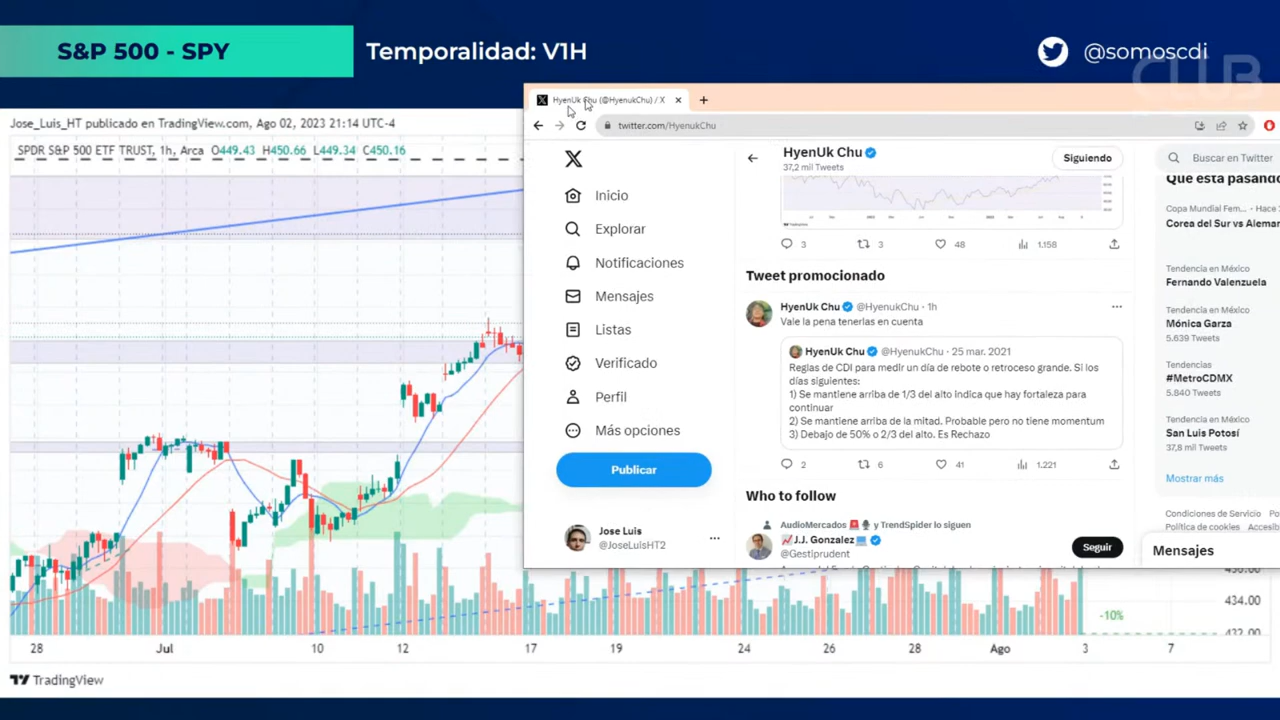 S&P 500 - SPY
Temporalidad: V1H
@somoscdi
CLUB
Jose_Luis_HT publicado en TradingView.com, Ago 02, 2023 21:14 UTC-4
SPDR S&P 500 ETF TRUST, 1h, Arca O449.43 H450.66 L449.34 C450.16
HyenUk Chu (@HyenukChu) / X
twitter.com/HyenukChu
Inicio
Explorar
Notificaciones
Mensajes
Listas
Verificado
Perfil
Más opciones
Publicar
Jose Luis
@JoseLuisHT2
HyenUk Chu
37,2 mil Tweets
Siguiendo
3 3 48 1.158
Tweet promocionado
HyenUk Chu @HyenukChu · 1h
Vale la pena tenerlas en cuenta
HyenUk Chu @HyenukChu · 25 mar. 2021
Reglas de CDI para medir un día de rebote o retroceso grande. SI los
días siguientes:
1) Se mantiene arriba de 1/3 del alto indica que hay fortaleza para
continuar
2) Se mantiene arriba de la mitad. Probable pero no tiene momentum
3) Debajo de 50% o 2/3 del alto. Es Rechazo
2 6 41 1.221
Who to follow
AudioMercados y TrendSpider lo siguen
J.J. Gonzalez
@Gestiprudent
Seguir
Buscar en Twitter
Qué está pasando
Copa Mundial Fem... · Hace
Corea del Sur vs Aleman
Tendencia en México
Fernando Valenzuela
Tendencia en México
Mónica Garza
5.639 Tweets
Tendencias
#MetroCDMX
5.840 Tweets
Tendencia en México
San Luis Potosí
37,8 mil Tweets
Mostrar más
Condiciones de Servicio
Política de cookies
Mensajes
434.00
432.00
-10%
28 Jul 10 12 17 19 24 26 28 Ago 3 7
TradingView